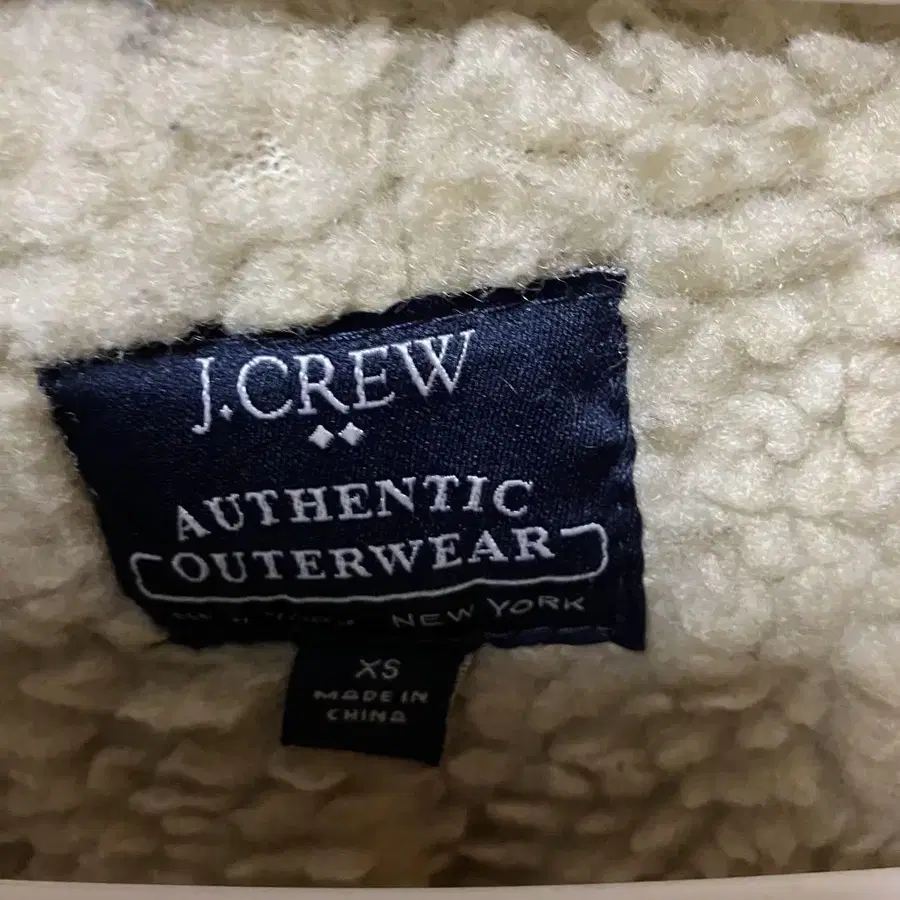 J.CREW
AUTHENTIC
OUTERWEAR
NEW YORK
XS
MADE IN
CHINA